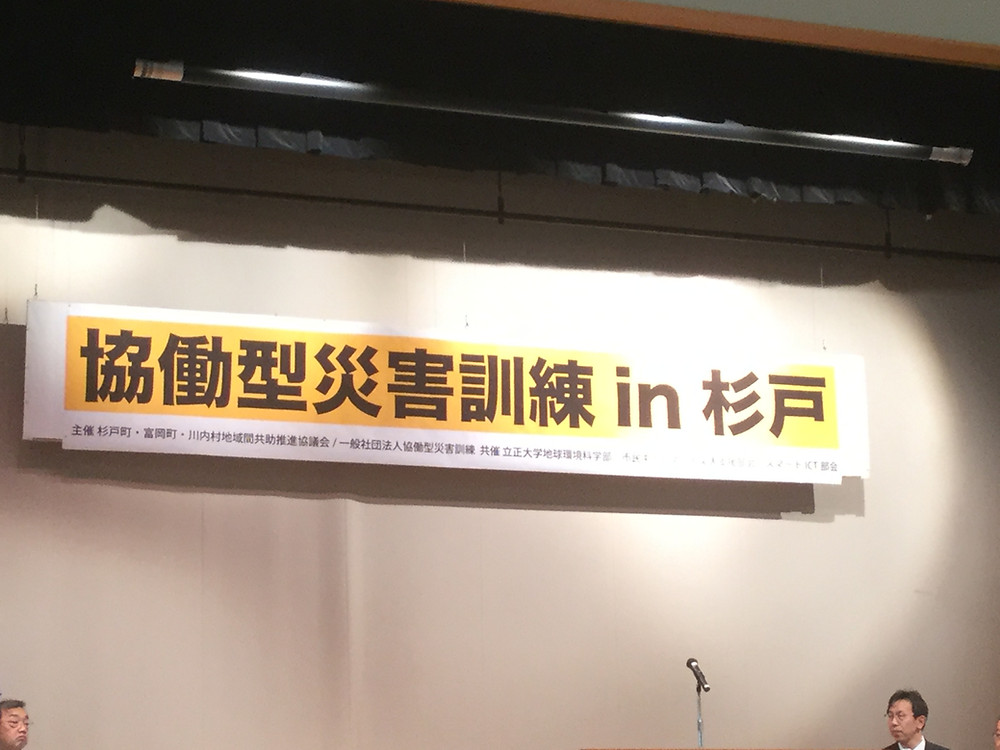 協働型災害訓練 in 杉戸
主催 杉戸町・富岡町・川内村地域間共助推進協議会 / 一般社団法人協働型災害訓練 共催 立正大学地球環境科学部 ICT 部会